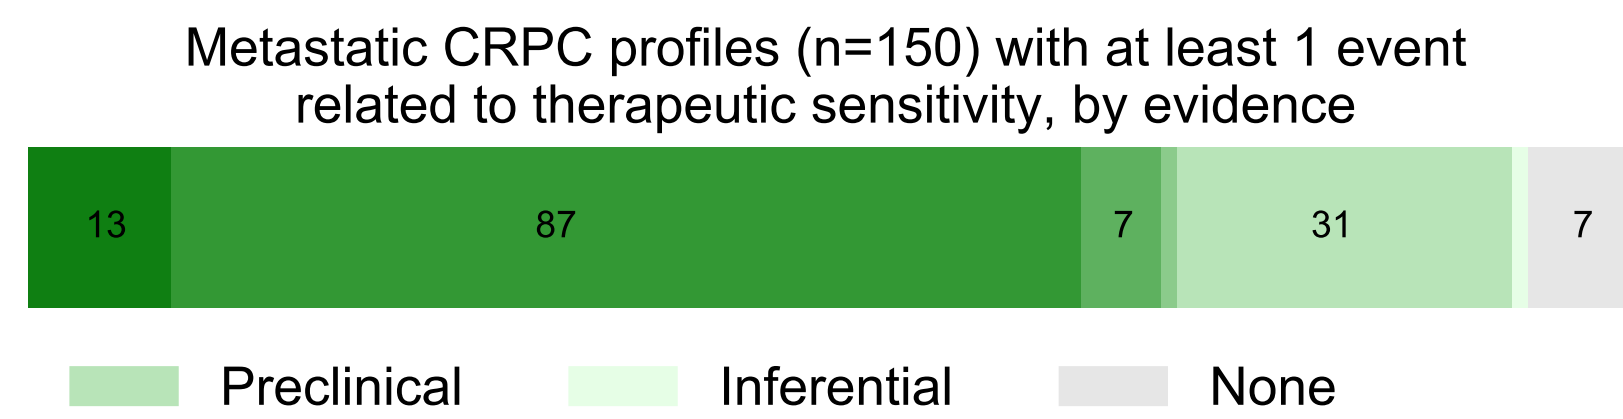 Metastatic CRPC profiles (n=150) with at least 1 event
related to therapeutic sensitivity, by evidence
13 87 7 31 7
Preclinical Inferential None